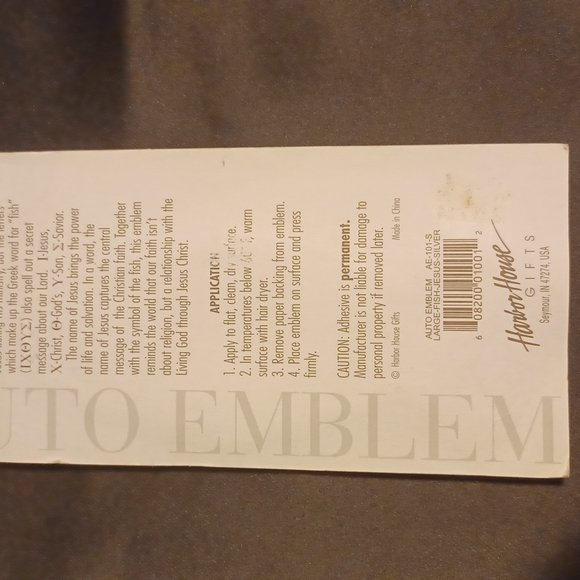 which make up the Greek word for "fish"
(ΙΧΘΥΣ) also spell out a secret
message about our Lord. I-Jesus,
X-Christ, Θ-God's, Υ-Son, Σ-Savior.
The name of Jesus brings the power
of life and salvation. In a word, the
name of Jesus captures the central
message of the Christian faith. Together
with the symbol of the fish, this emblem
reminds the world that our faith isn't
about religion, but a relationship with the
Living God through Jesus Christ.
APPLICATION
1. Apply to flat, clean, dry surface.
2. In temperatures below warm
surface with hair dryer.
3. Remove paper backing from emblem.
4. Place emblem on surface and press
firmly.
CAUTION: Adhesive is permanent.
Manufacturer is not liable for damage to
personal property if removed later.
© Harbor House Gifts Made in China
AUTO EMBLEM AE-101-S
LARGE-FISH-JESUS-SILVER
6 08200 01001 2
Harbor House
GIFTS
Seymour, IN 47274, USA
UTO EMBLEM